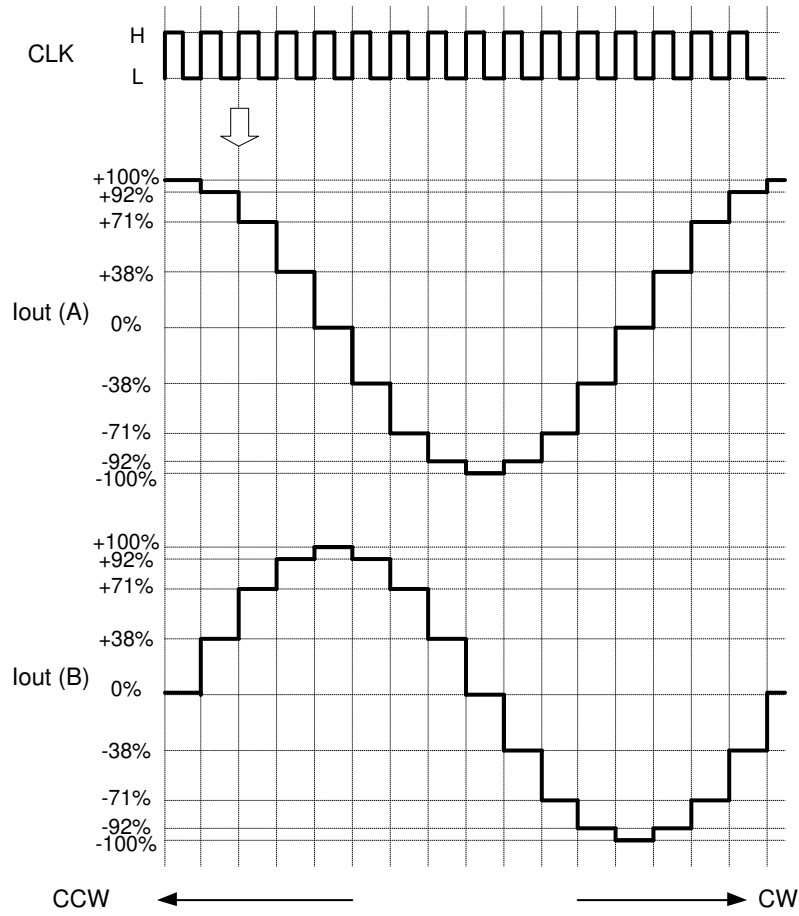 H
CLK
L
+100%
+92%
+71%
+38%
Iout (A)
0%
-38%
-71%
-92%
-100%
+100%
+92%
+71%
+38%
Iout (B)
0%
-38%
-71%
-92%
-100%
CCW
CW